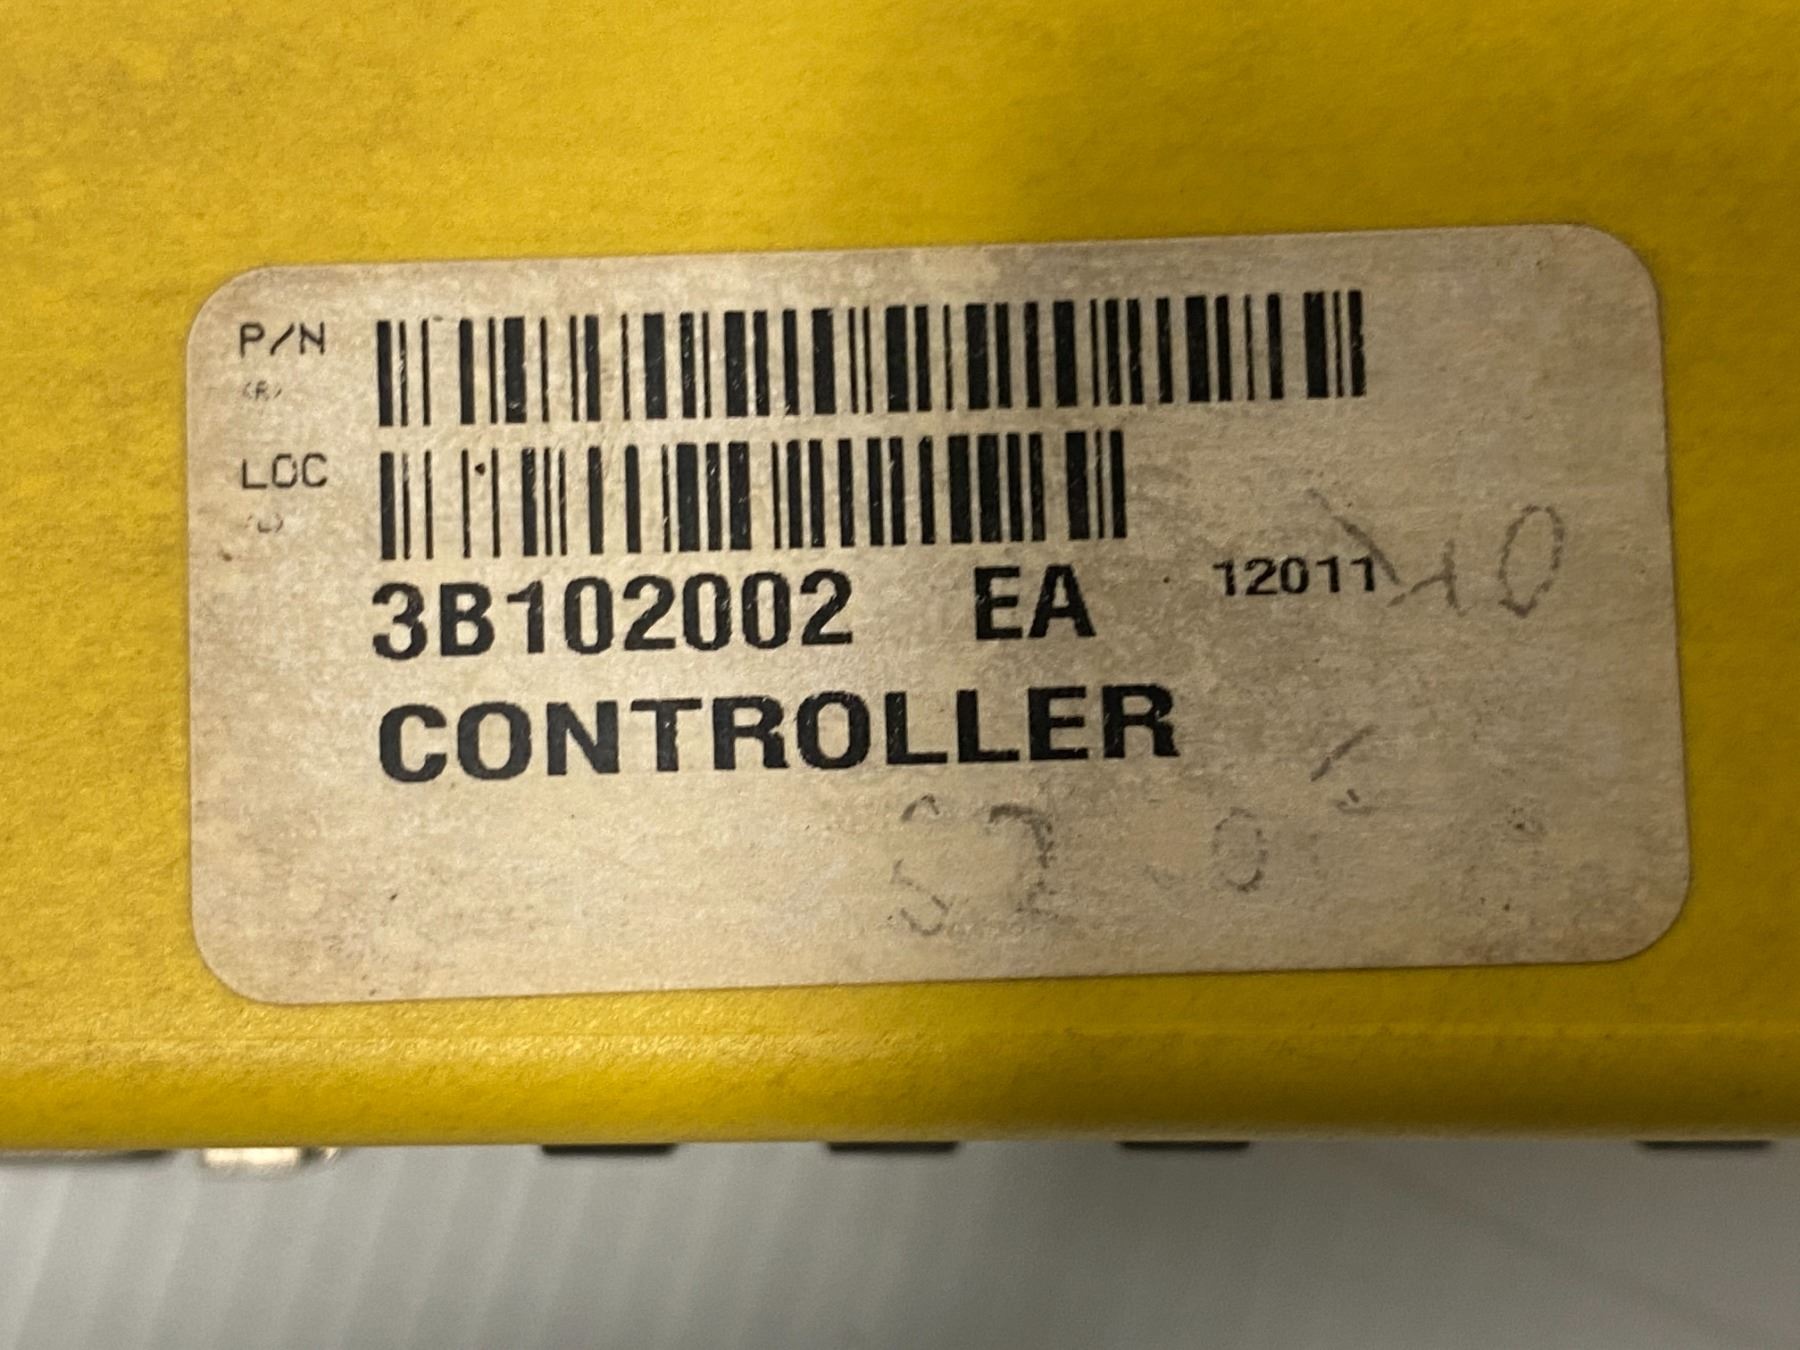 P/N
(R)
LOC
(L)
3B102002 EA 12011
CONTROLLER